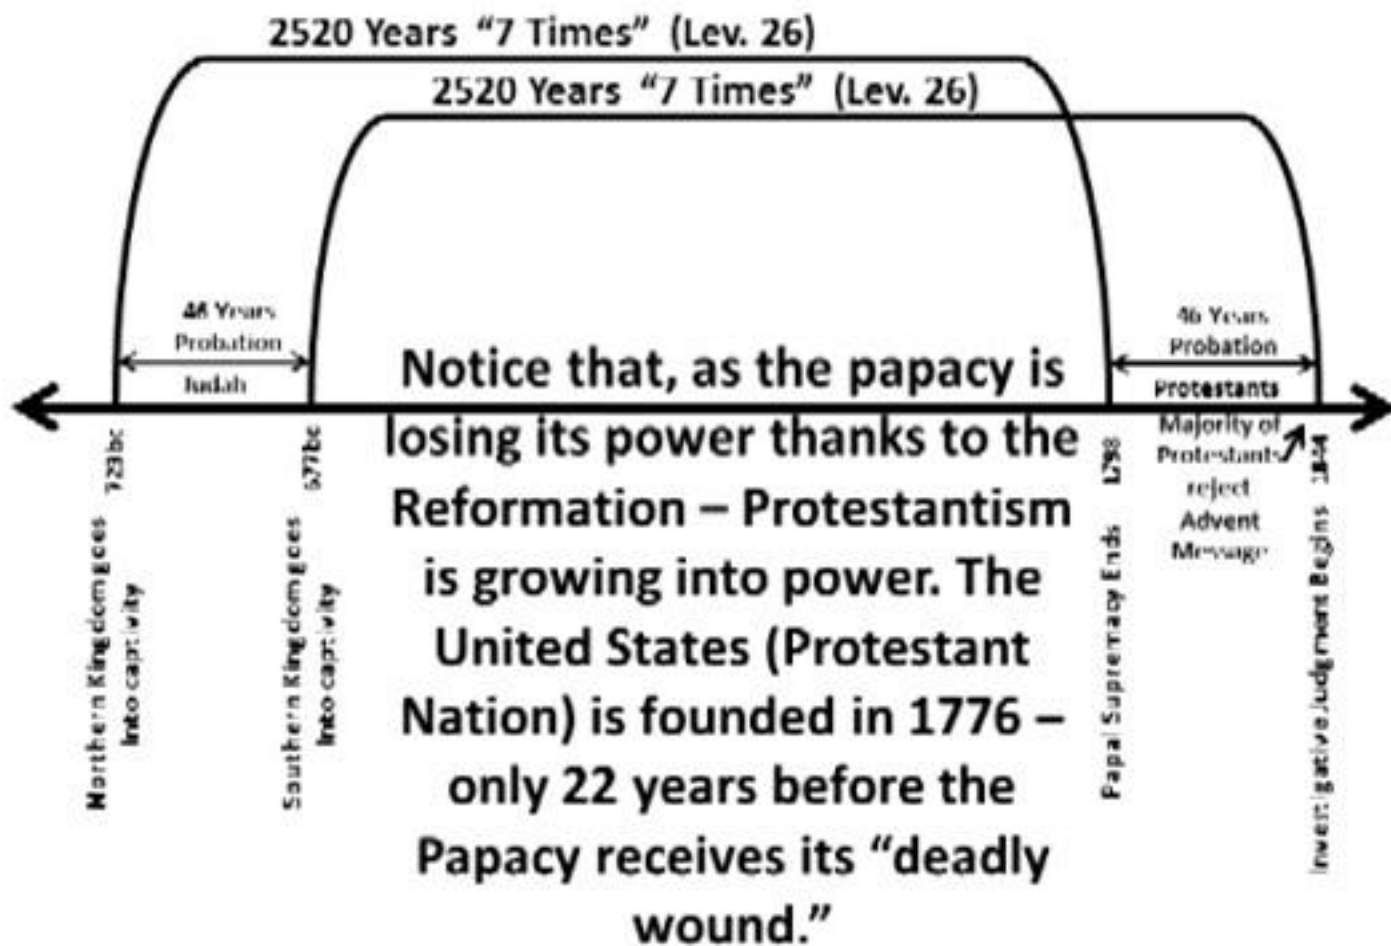 2520 Years “7 Times” (Lev. 26)
2520 Years “7 Times” (Lev. 26)
46 Years
Probation
Judah
46 Years
Probation
Protestants
Majority of
Protestants
reject
Advent
Message
Notice that, as the papacy is
losing its power thanks to the
Reformation – Protestantism
is growing into power. The
United States (Protestant
Nation) is founded in 1776 –
only 22 years before the
Papacy receives its “deadly
wound.”
Northern Kingdom goes 723bc
Into captivity
Southern Kingdom goes 677bc
Into captivity
Papal Supremacy Ends 1798
Investigative Judgment Begins 1844